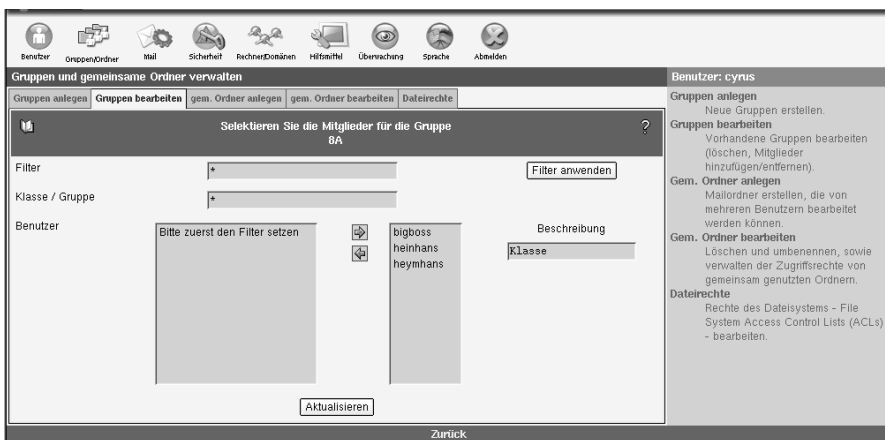 Benutzer Gruppen/Ordner Mail Sicherheit Rechner/Domänen Hilfsmittel Überwachung Sprache Abmelden
Gruppen und gemeinsame Ordner verwalten
Gruppen anlegen Gruppen bearbeiten gem. Ordner anlegen gem. Ordner bearbeiten Dateirechte
Selektieren Sie die Mitglieder für die Gruppe ?
8A
Filter * Filter anwenden
Klasse / Gruppe *
Benutzer
Bitte zuerst den Filter setzen
bigboss
heinhans
heymhans
Beschreibung
Klasse
Aktualisieren
Zurück
Benutzer: cyrus
Gruppen anlegen
Neue Gruppen erstellen.
Gruppen bearbeiten
Vorhandene Gruppen bearbeiten
(löschen, Mitglieder
hinzufügen/entfernen).
Gem. Ordner anlegen
Mailordner erstellen, die von
mehreren Benutzern bearbeitet
werden können.
Gem. Ordner bearbeiten
Löschen und umbenennen, sowie
verwalten der Zugriffsrechte von
gemeinsam genutzten Ordnern.
Dateirechte
Rechte des Dateisystems - File
System Access Control Lists (ACLs)
- bearbeiten.